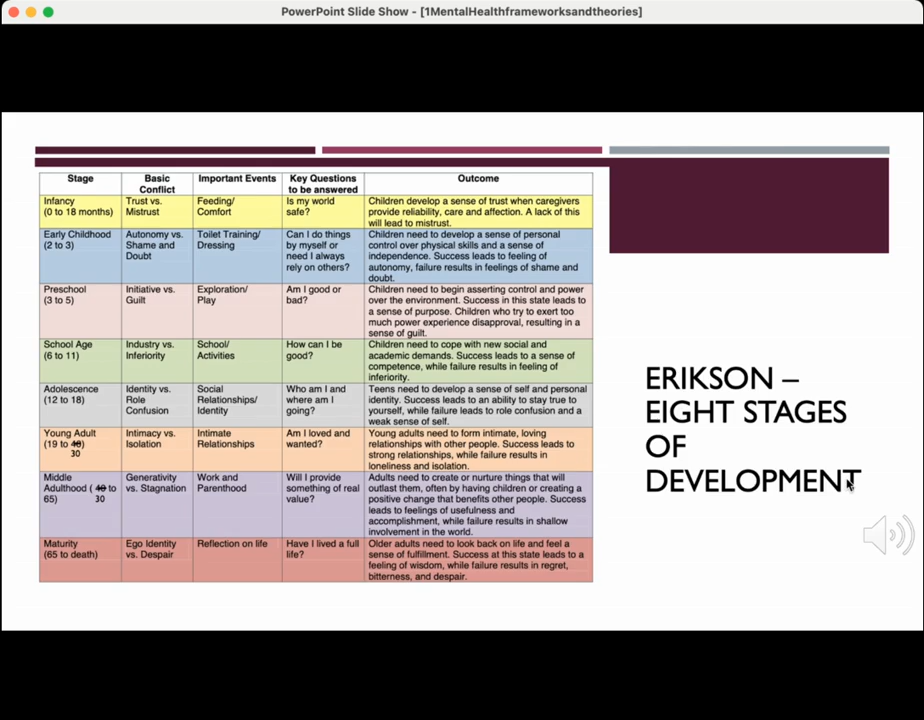 PowerPoint Slide Show - [1MentalHealthframeworksandtheories]
Stage
Basic
Conflict
Important Events
Key Questions
to be answered
Outcome
Infancy
(0 to 18 months)
Trust vs.
Mistrust
Feeding/
Comfort
Is my world
safe?
Children develop a sense of trust when caregivers
provide reliability, care and affection. A lack of this
will lead to mistrust.
Early Childhood
(2 to 3)
Autonomy vs.
Shame and
Doubt
Toilet Training/
Dressing
Can I do things
by myself or
need I always
rely on others?
Children need to develop a sense of personal
control over physical skills and a sense of
independence. Success leads to feeling of
autonomy, failure results in feelings of shame and
doubt.
Preschool
(3 to 5)
Initiative vs.
Guilt
Exploration/
Play
Am I good or
bad?
Children need to begin asserting control and power
over the environment. Success in this state leads to
a sense of purpose. Children who try to exert too
much power experience disapproval, resulting in a
sense of guilt.
School Age
(6 to 11)
Industry vs.
Inferiority
School/
Activities
How can I be
good?
Children need to cope with new social and
academic demands. Success leads to a sense of
competence, while failure results in feeling of
inferiority.
Adolescence
(12 to 18)
Identity vs.
Role
Confusion
Social
Relationships/
Identity
Who am I and
where am I
going?
Teens need to develop a sense of self and personal
identity. Success leads to an ability to stay true to
yourself, while failure leads to role confusion and a
weak sense of self.
Young Adult
(19 to 40)
30
Intimacy vs.
Isolation
Intimate
Relationships
Am I loved and
wanted?
Young adults need to form intimate, loving
relationships with other people. Success leads to
strong relationships, while failure results in
loneliness and isolation.
Middle
Adulthood ( 40 to
65) 30
Generativity
vs. Stagnation
Work and
Parenthood
Will I provide
something of real
value?
Adults need to create or nurture things that will
outlast them, often by having children or creating a
positive change that benefits other people. Success
leads to feelings of usefulness and
accomplishment, while failure results in shallow
involvement in the world.
Maturity
(65 to death)
Ego Identity
vs. Despair
Reflection on life
Have I lived a full
life?
Older adults need to look back on life and feel a
sense of fulfillment. Success at this state leads to a
feeling of wisdom, while failure results in regret,
bitterness, and despair.
ERIKSON –
EIGHT STAGES
OF
DEVELOPMENT